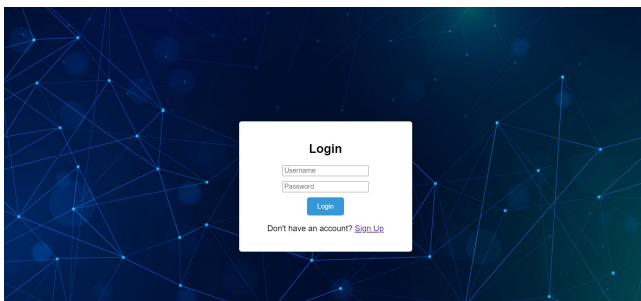 Login
Username
Password
Login
Don't have an account? Sign Up